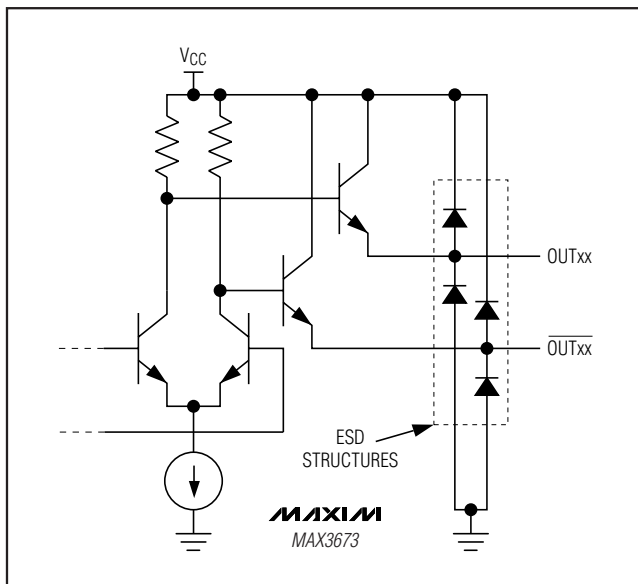 VCC
OUTxx
OUTxx
ESD
STRUCTURES
MAXIM
MAX3673